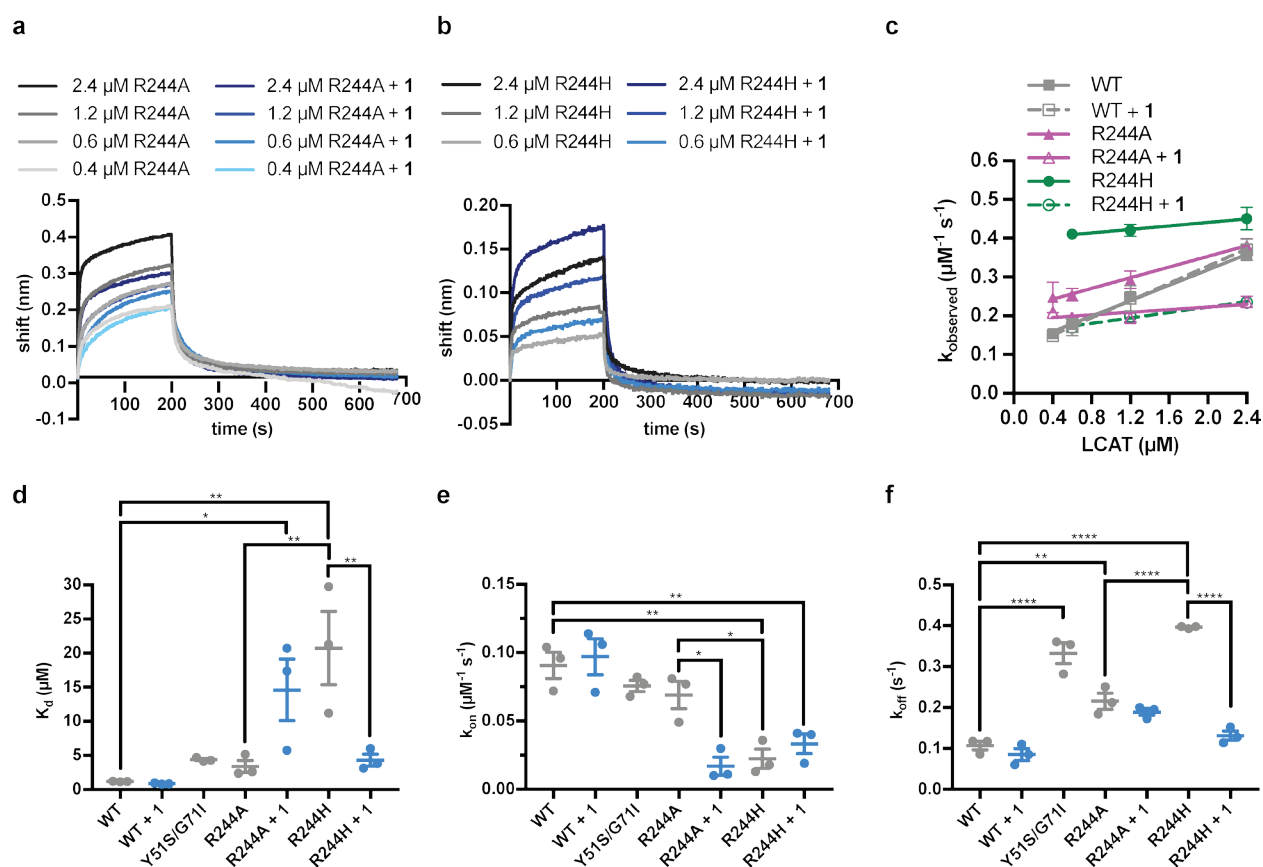 a
2.4 µM R244A
2.4 µM R244A + 1
1.2 µM R244A
1.2 µM R244A + 1
0.6 µM R244A
0.6 µM R244A + 1
0.4 µM R244A
0.4 µM R244A + 1
0.5
0.4
0.3
0.2
0.1
0.0
-0.1
shift (nm)
100 200 300 400 500 600 700
time (s)
b
2.4 µM R244H
2.4 µM R244H + 1
1.2 µM R244H
1.2 µM R244H + 1
0.6 µM R244H
0.6 µM R244H + 1
0.20
0.15
0.10
0.05
0.00
-0.05
shift (nm)
100 200 300 400 500 600 700
time (s)
c
WT
WT + 1
R244A
R244A + 1
R244H
R244H + 1
0.6
0.5
0.4
0.3
0.2
0.1
0.0
kobserved (µM-1 s-1)
0.0 0.4 0.8 1.2 1.6 2.0 2.4
LCAT (µM)
d
**
*
**
**
30
25
20
15
10
5
0
Kd (µM)
WT
WT + 1
Y51S/G71I
R244A
R244A + 1
R244H
R244H + 1
e
**
**
*
*
0.15
0.10
0.05
0.00
kon (µM-1 s-1)
WT
WT + 1
Y51S/G71I
R244A
R244A + 1
R244H
R244H + 1
f
****
**
****
****
****
0.5
0.4
0.3
0.2
0.1
0.0
koff (s-1)
WT
WT + 1
Y51S/G71I
R244A
R244A + 1
R244H
R244H + 1